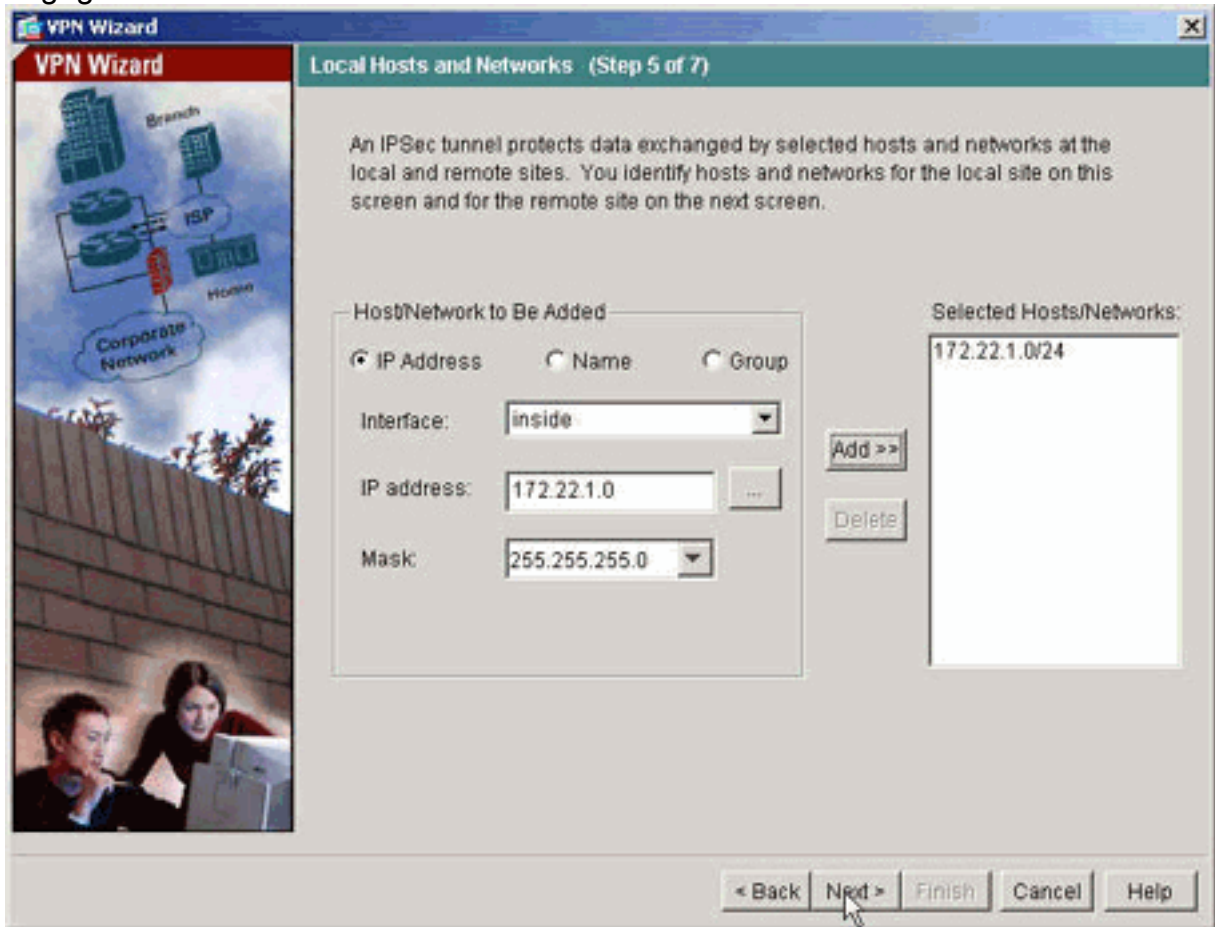 VPN Wizard
VPN Wizard
Local Hosts and Networks (Step 5 of 7)
Branch
ISP
Home
Corporate
Network
An IPSec tunnel protects data exchanged by selected hosts and networks at the
local and remote sites. You identify hosts and networks for the local site on this
screen and for the remote site on the next screen.
Host/Network to Be Added
IP Address Name Group
Interface: inside
IP address: 172.22.1.0 ...
Mask: 255.255.255.0
Add >>
Delete
Selected Hosts/Networks:
172.22.1.0/24
< Back Next > Finish Cancel Help